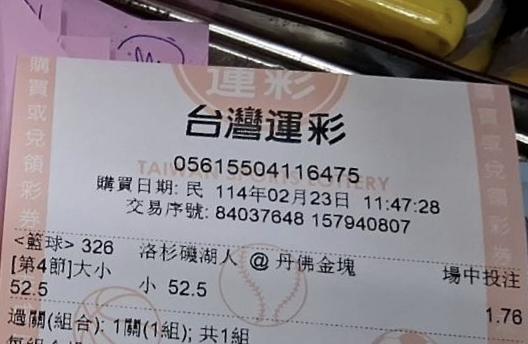 購買或兌領彩券
運彩
台灣運彩
05615504116475
TAIWAN SPORTS LOTTERY
購買日期: 民 114年02月23日 11:47:28
交易序號: 84037648 157940807
<籃球> 326 洛杉磯湖人 @ 丹佛金塊 場中投注
[第4節]大小
52.5 小 52.5 1.76
過關(組合): 1關(1組); 共1組
購買或兌領彩券